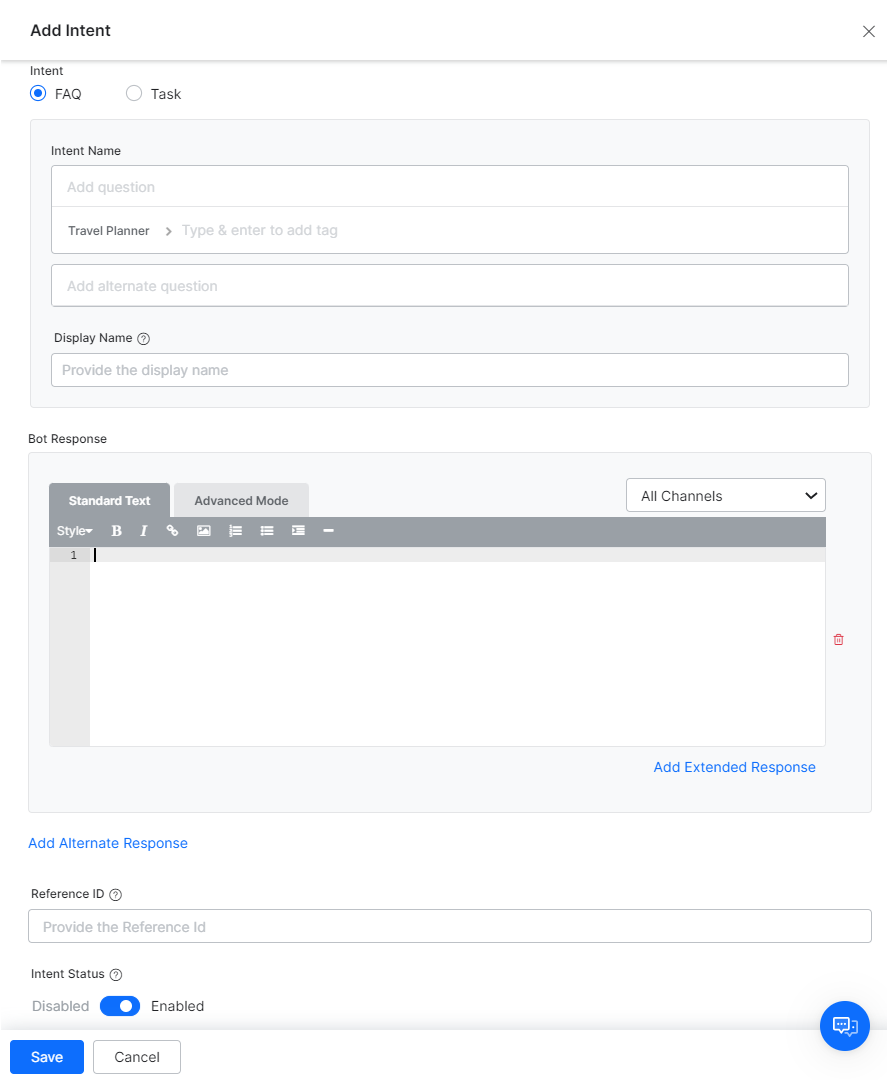 Add Intent
Intent
FAQ Task
Intent Name
Add question
Travel Planner > Type & enter to add tag
Add alternate question
Display Name ?
Provide the display name
Bot Response
Standard Text Advanced Mode All Channels
Style B I
1
Add Extended Response
Add Alternate Response
Reference ID ?
Provide the Reference Id
Intent Status ?
Disabled Enabled
Save Cancel